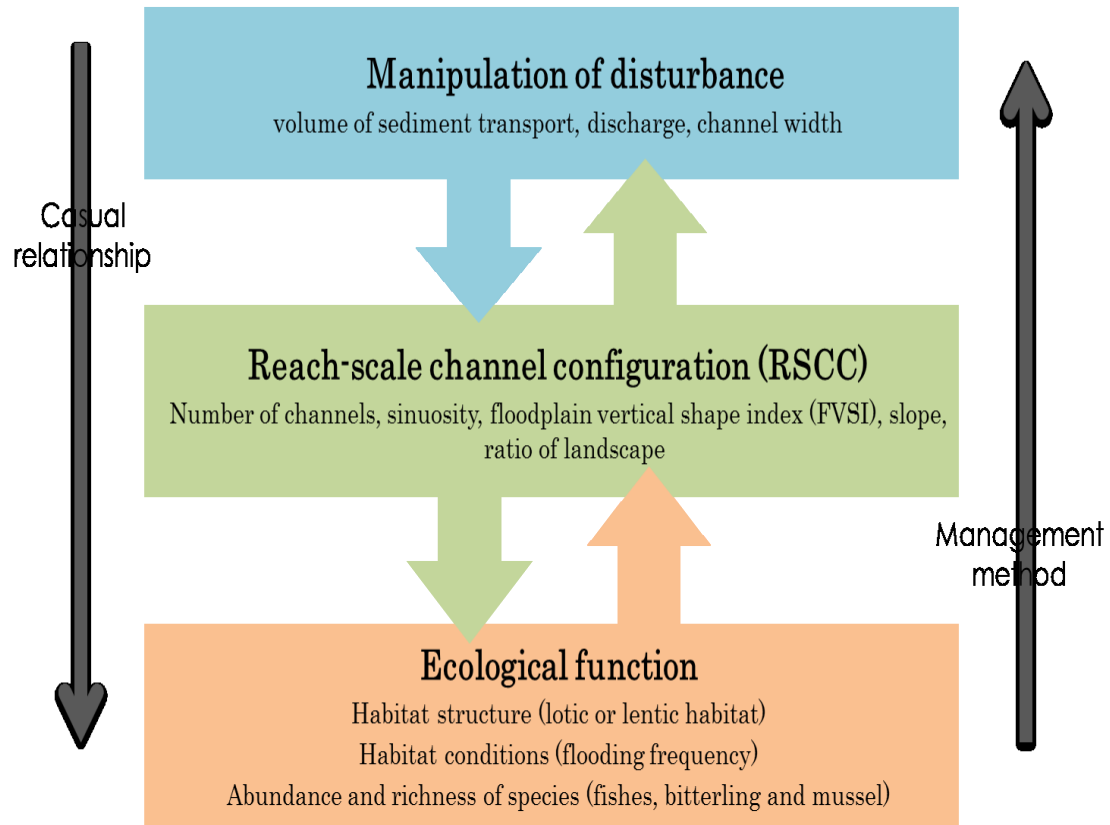 Manipulation of disturbance
volume of sediment transport, discharge, channel width
Casual
relationship
Reach-scale channel configuration (RSCC)
Number of channels, sinuosity, floodplain vertical shape index (FVSI), slope,
ratio of landscape
Management
method
Ecological function
Habitat structure (lotic or lentic habitat)
Habitat conditions (flooding frequency)
Abundance and richness of species (fishes, bitterling and mussel)